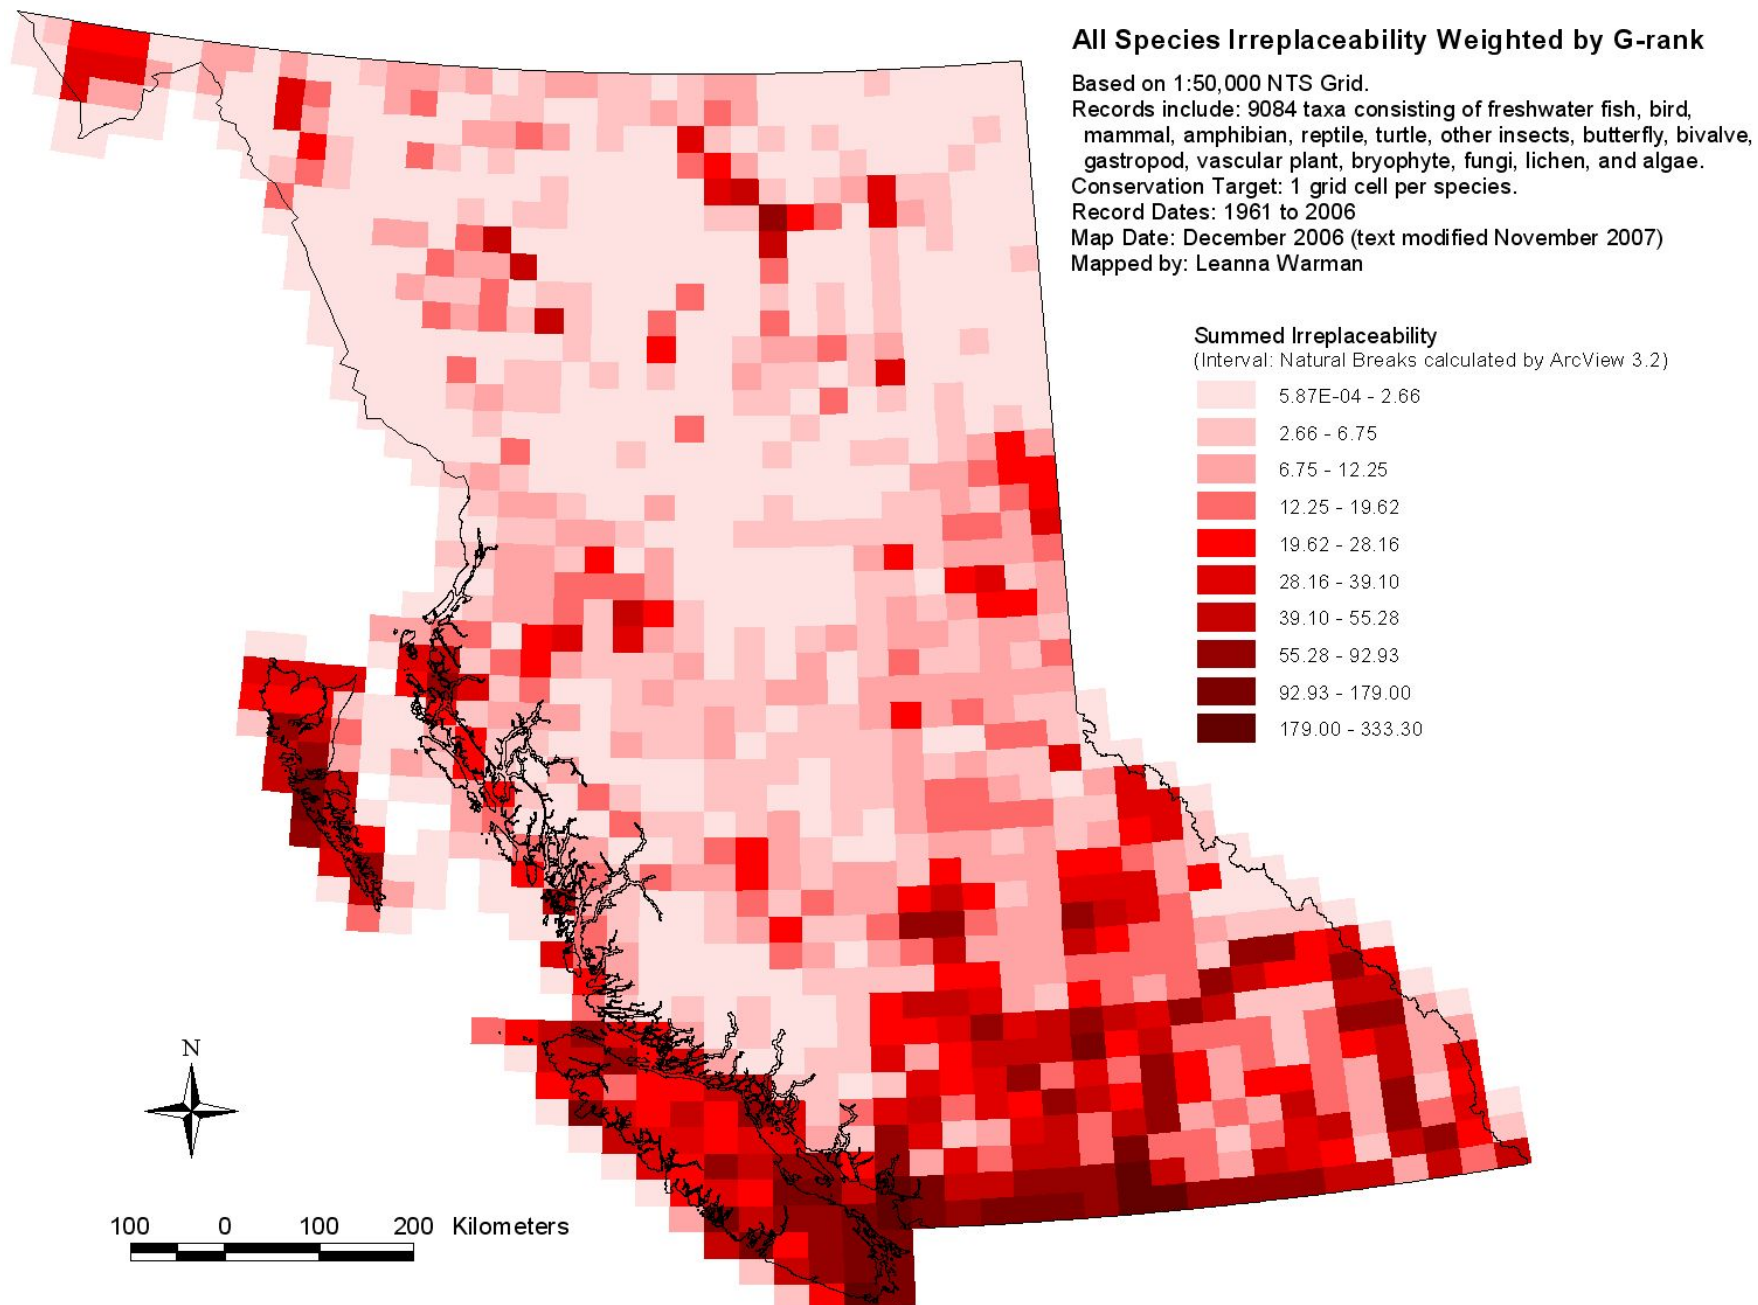 All Species Irreplaceability Weighted by G-rank
Based on 1:50,000 NTS Grid.
Records include: 9084 taxa consisting of freshwater fish, bird,
mammal, amphibian, reptile, turtle, other insects, butterfly, bivalve,
gastropod, vascular plant, bryophyte, fungi, lichen, and algae.
Conservation Target: 1 grid cell per species.
Record Dates: 1961 to 2006
Map Date: December 2006 (text modified November 2007)
Mapped by: Leanna Warman
Summed Irreplaceability
(Interval: Natural Breaks calculated by ArcView 3.2)
5.87E-04 - 2.66
2.66 - 6.75
6.75 - 12.25
12.25 - 19.62
19.62 - 28.16
28.16 - 39.10
39.10 - 55.28
55.28 - 92.93
92.93 - 179.00
179.00 - 333.30
N
100 0 100 200 Kilometers